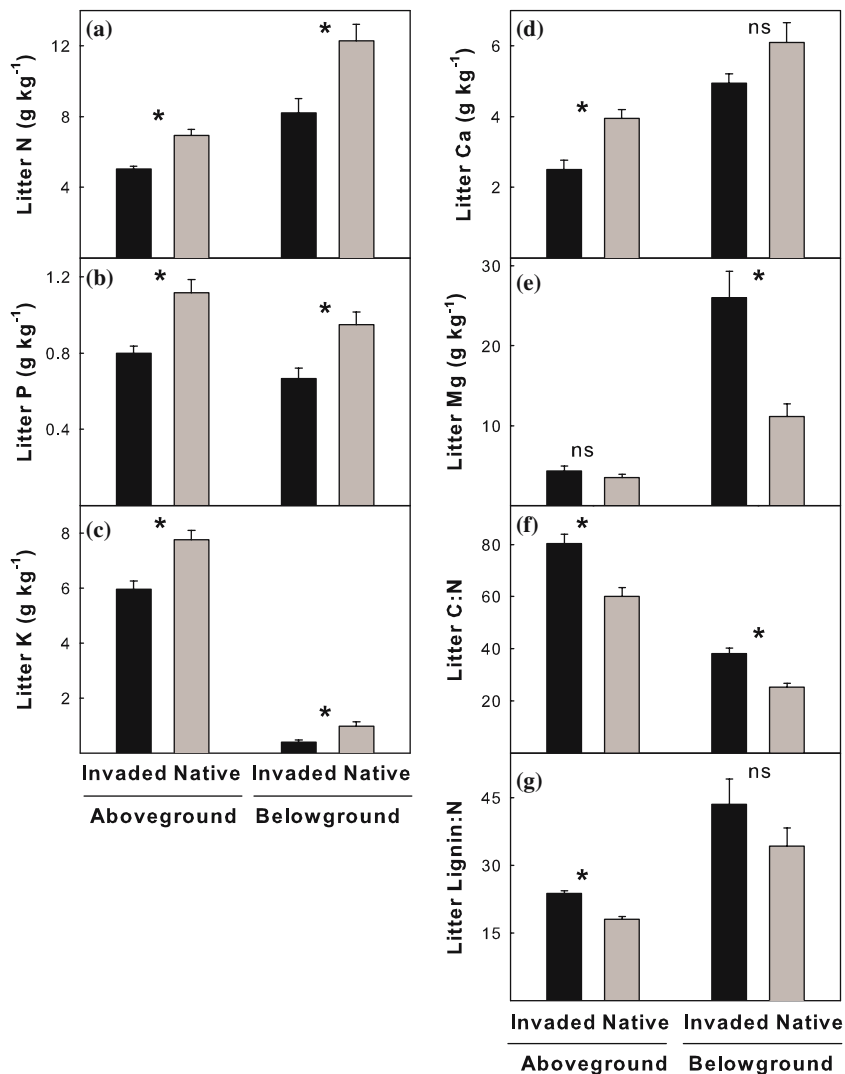 (a)
*
*
Litter N (g kg⁻¹)
12
8
4
(b)
*
*
Litter P (g kg⁻¹)
1.2
0.8
0.4
(c)
*
*
Litter K (g kg⁻¹)
8
6
4
2
Invaded Native Invaded Native
Aboveground Belowground
(d)
*
ns
Litter Ca (g kg⁻¹)
6
4
2
(e)
ns
*
Litter Mg (g kg⁻¹)
30
20
10
(f)
*
*
Litter C:N
80
60
40
20
(g)
*
ns
Litter Lignin:N
45
30
15
Invaded Native Invaded Native
Aboveground Belowground